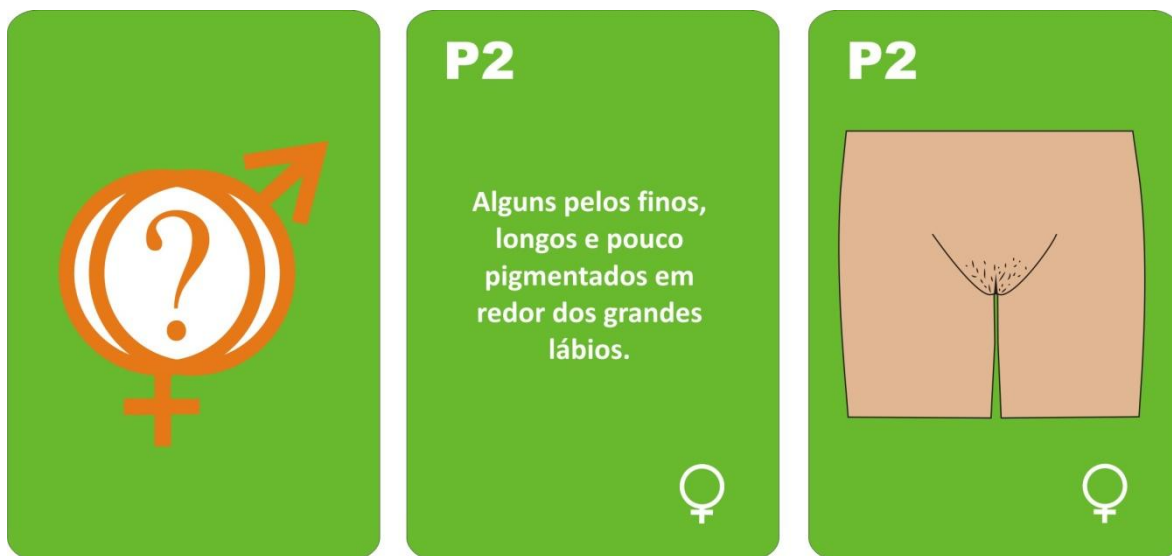 ?
P2
Alguns pelos finos,
longos e pouco
pigmentados em
redor dos grandes
lábios.
P2